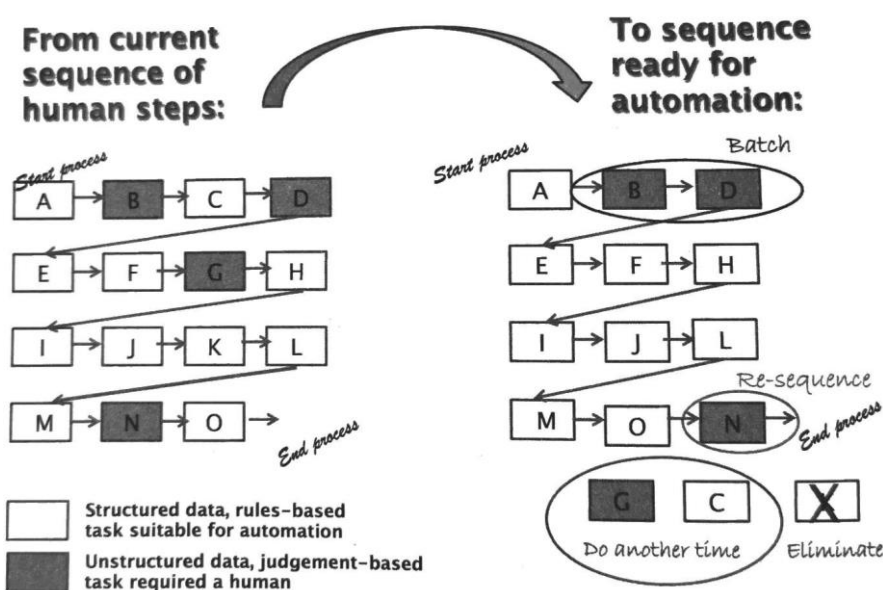 From current
sequence of
human steps:
To sequence
ready for
automation:
Start process
A B C D
E F G H
I J K L
M N O
End process
Structured data, rules-based
task suitable for automation
Unstructured data, judgement-based
task required a human
Start process
Batch
A B D
E F H
I J L
Re-sequence
M O N
End process
G C X
Do another time Eliminate